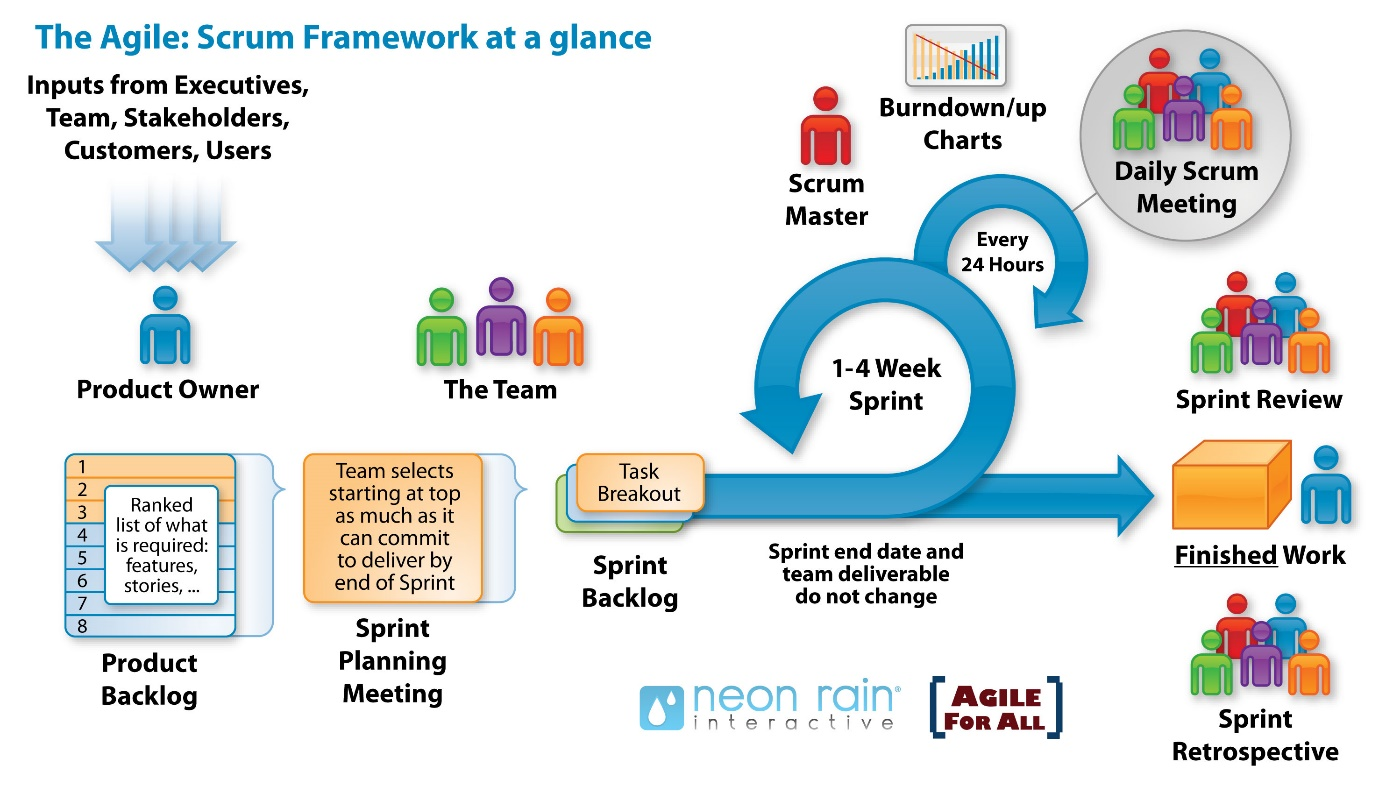 The Agile: Scrum Framework at a glance
Inputs from Executives,
Team, Stakeholders,
Customers, Users
Product Owner
The Team
Scrum
Master
Burndown/up
Charts
Daily Scrum
Meeting
Every
24 Hours
1-4 Week
Sprint
Sprint Review
1
2
3
4
5
6
7
8
Ranked
list of what
is required:
features,
stories, ...
Product
Backlog
Team selects
starting at top
as much as it
can commit
to deliver by
end of Sprint
Sprint
Planning
Meeting
Task
Breakout
Sprint
Backlog
Sprint end date and
team deliverable
do not change
Finished Work
Sprint
Retrospective
neon rain®
interactive
AGILE
FOR ALL